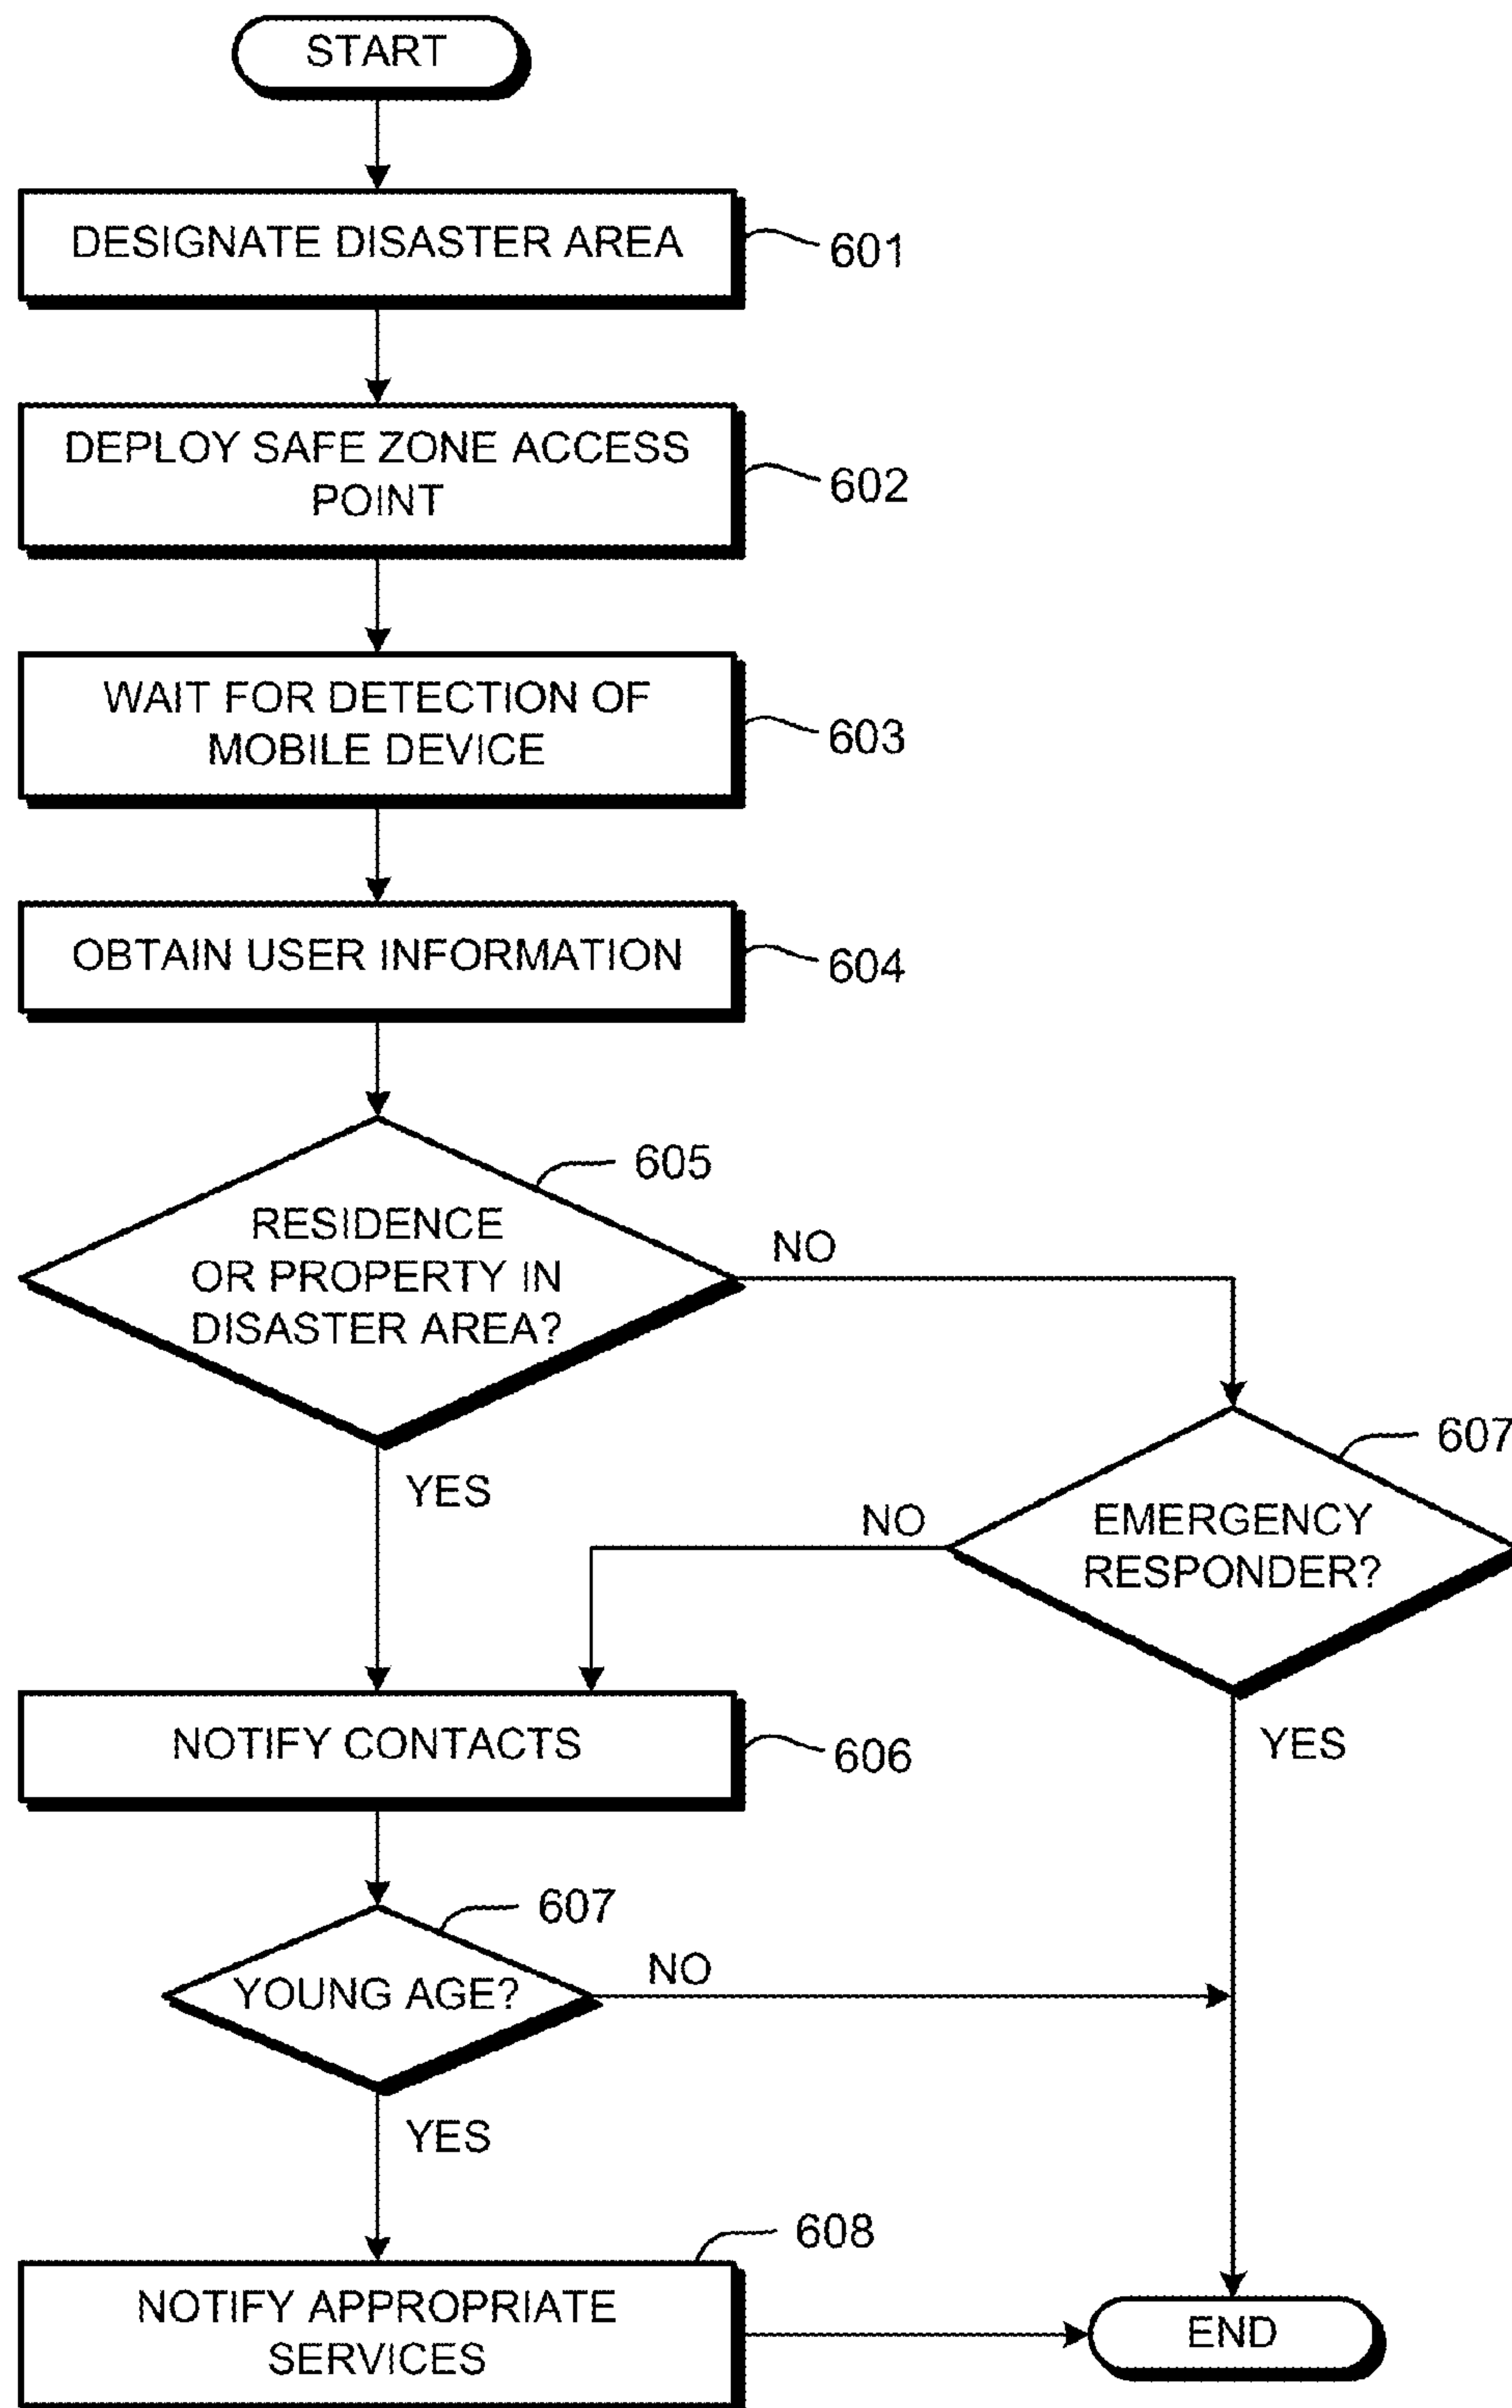 START
DESIGNATE DISASTER AREA
601
DEPLOY SAFE ZONE ACCESS
POINT
602
WAIT FOR DETECTION OF
MOBILE DEVICE
603
OBTAIN USER INFORMATION
604
605
RESIDENCE
OR PROPERTY IN
DISASTER AREA?
NO
YES
607
EMERGENCY
RESPONDER?
NO
YES
NOTIFY CONTACTS
606
607
YOUNG AGE?
NO
YES
608
NOTIFY APPROPRIATE
SERVICES
END